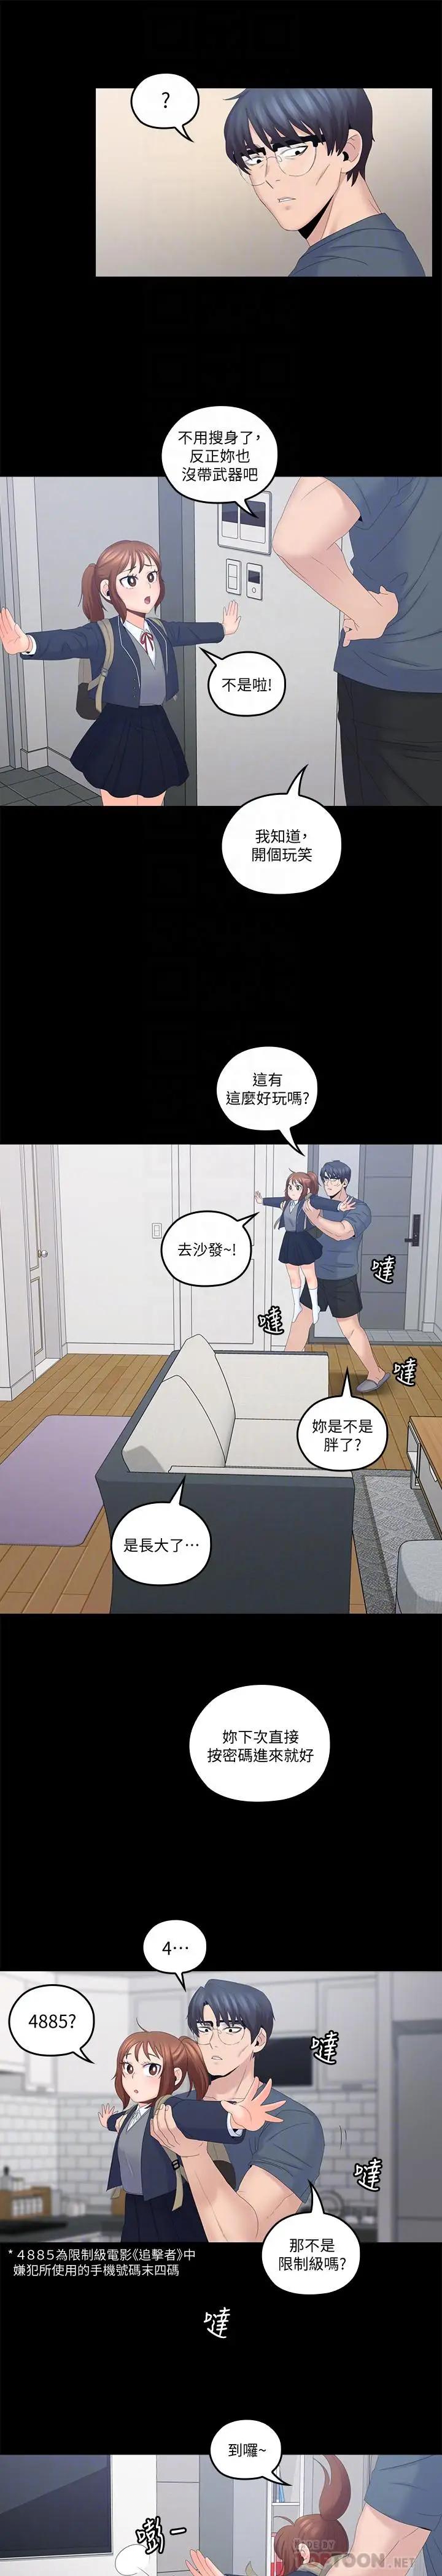 ?
不用搜身了，
反正妳也
沒帶武器吧
不是啦!
我知道，
開個玩笑
這有
這麼好玩嗎?
去沙發~!
噠
噠
噠
妳是不是
胖了?
是長大了…
妳下次直接
按密碼進來就好
4…
4885?
噠
噠
那不是
限制級嗎?
* 4885為限制級電影《追擊者》中
嫌犯所使用的手機號碼末四碼
噠
到囉~
嘭—